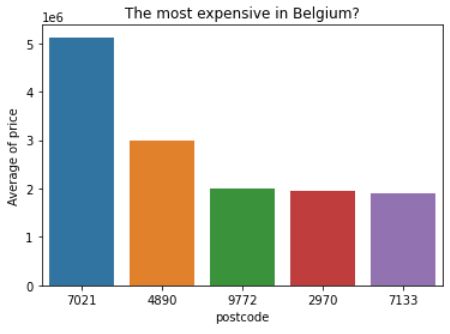 The most expensive in Belgium?
1e6
5
4
3
2
1
0
Average of price
7021 4890 9772 2970 7133
postcode